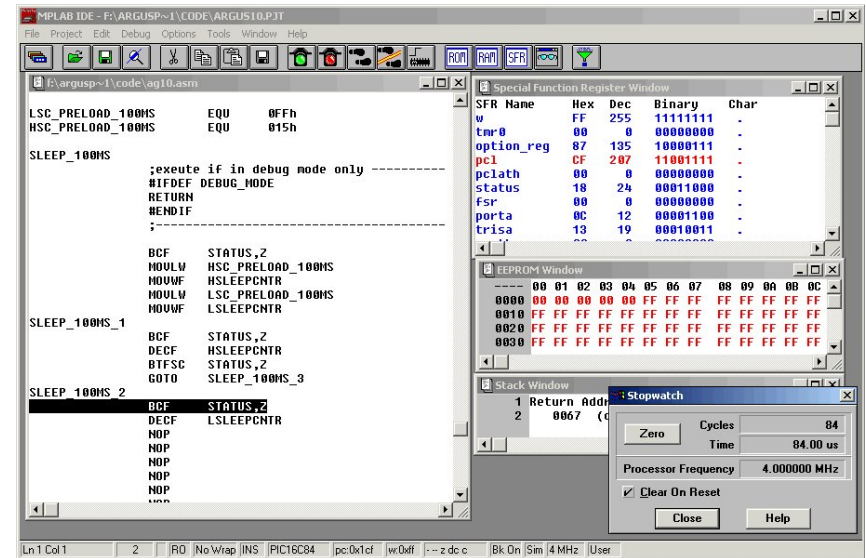 MPLAB IDE - F:\ARGUSP~1\CODE\ARGUS10.PJT
File Project Edit Debug Options Tools Window Help
ROM RAM SFR
f:\argusp~1\code\ag10.asm
LSC_PRELOAD_100MS EQU 0FFh
HSC_PRELOAD_100MS EQU 015h
SLEEP_100MS
;exeute if in debug mode only ----------
#IFDEF DEBUG_MODE
RETURN
#ENDIF
;----------------------------------------
BCF STATUS,Z
MOVLW HSC_PRELOAD_100MS
MOVWF HSLEEPCNTR
MOVLW LSC_PRELOAD_100MS
MOVWF LSLEEPCNTR
SLEEP_100MS_1
BCF STATUS,Z
DECF HSLEEPCNTR
BTFSC STATUS,Z
GOTO SLEEP_100MS_3
SLEEP_100MS_2
BCF STATUS,Z
DECF LSLEEPCNTR
NOP
NOP
NOP
NOP
Special Function Register Window
SFR Name Hex Dec Binary Char
w FF 255 11111111 .
tmr0 00 0 00000000 .
option_reg 87 135 10000111 .
pcl CF 207 11001111 .
pclath 00 0 00000000 .
status 18 24 00011000 .
fsr 00 0 00000000 .
porta 0C 12 00001100 .
trisa 13 19 00010011 .
EEPROM Window
---- 00 01 02 03 04 05 06 07 08 09 0A 0B 0C
0000 00 00 00 00 00 FF FF FF FF FF FF FF FF
0010 FF FF FF FF FF FF FF FF FF FF FF FF FF
0020 FF FF FF FF FF FF FF FF FF FF FF FF FF
0030 FF FF FF FF FF FF FF FF FF FF FF FF FF
Stack Window
1 Return Addr
2 0067 (c
Stopwatch
Zero
Cycles 84
Time 84.00 us
Processor Frequency 4.000000 MHz
Clear On Reset
Close Help
Ln 1 Col 1 2 RO No Wrap INS PIC16C84 pc:0x1cf w:0xff -- z dc c Bk On Sim 4 MHz User